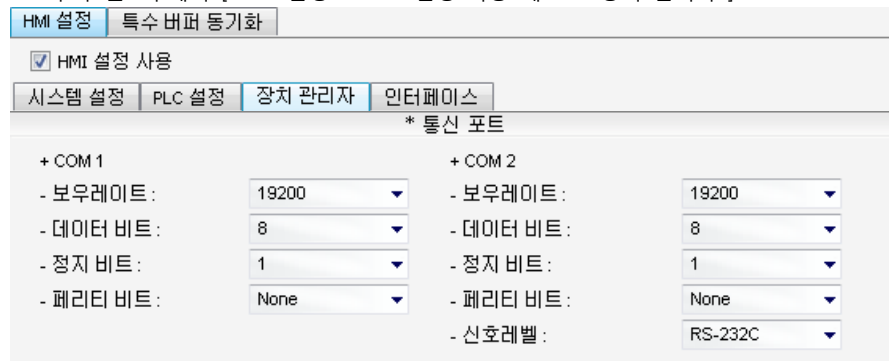 HMI 설정 특수 버퍼 동기화
HMI 설정 사용
시스템 설정 PLC 설정 장치 관리자 인터페이스
* 통신 포트
+ COM 1 + COM 2
- 보우레이트 : 19200 - 보우레이트 : 19200
- 데이터 비트 : 8 - 데이터 비트 : 8
- 정지 비트 : 1 - 정지 비트 : 1
- 페리티 비트 : None - 페리티 비트 : None
- 신호레벨 : RS-232C